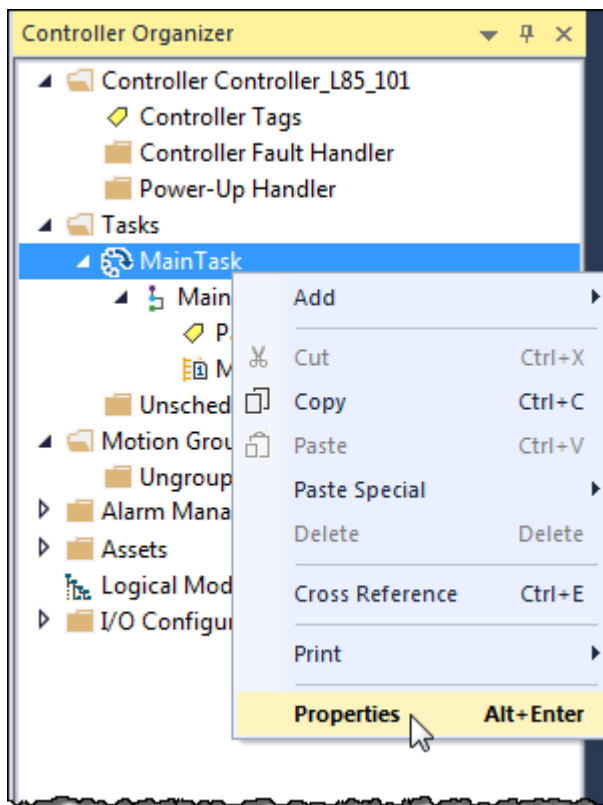 Controller Organizer
Controller Controller_L85_101
Controller Tags
Controller Fault Handler
Power-Up Handler
Tasks
MainTask
Main
Add
P
Cut Ctrl+X
M
Unsched
Copy Ctrl+C
Motion Grou
Paste Ctrl+V
Ungroup
Paste Special
Alarm Mana
Delete Delete
Assets
Logical Mod
Cross Reference Ctrl+E
I/O Configur
Print
Properties Alt+Enter